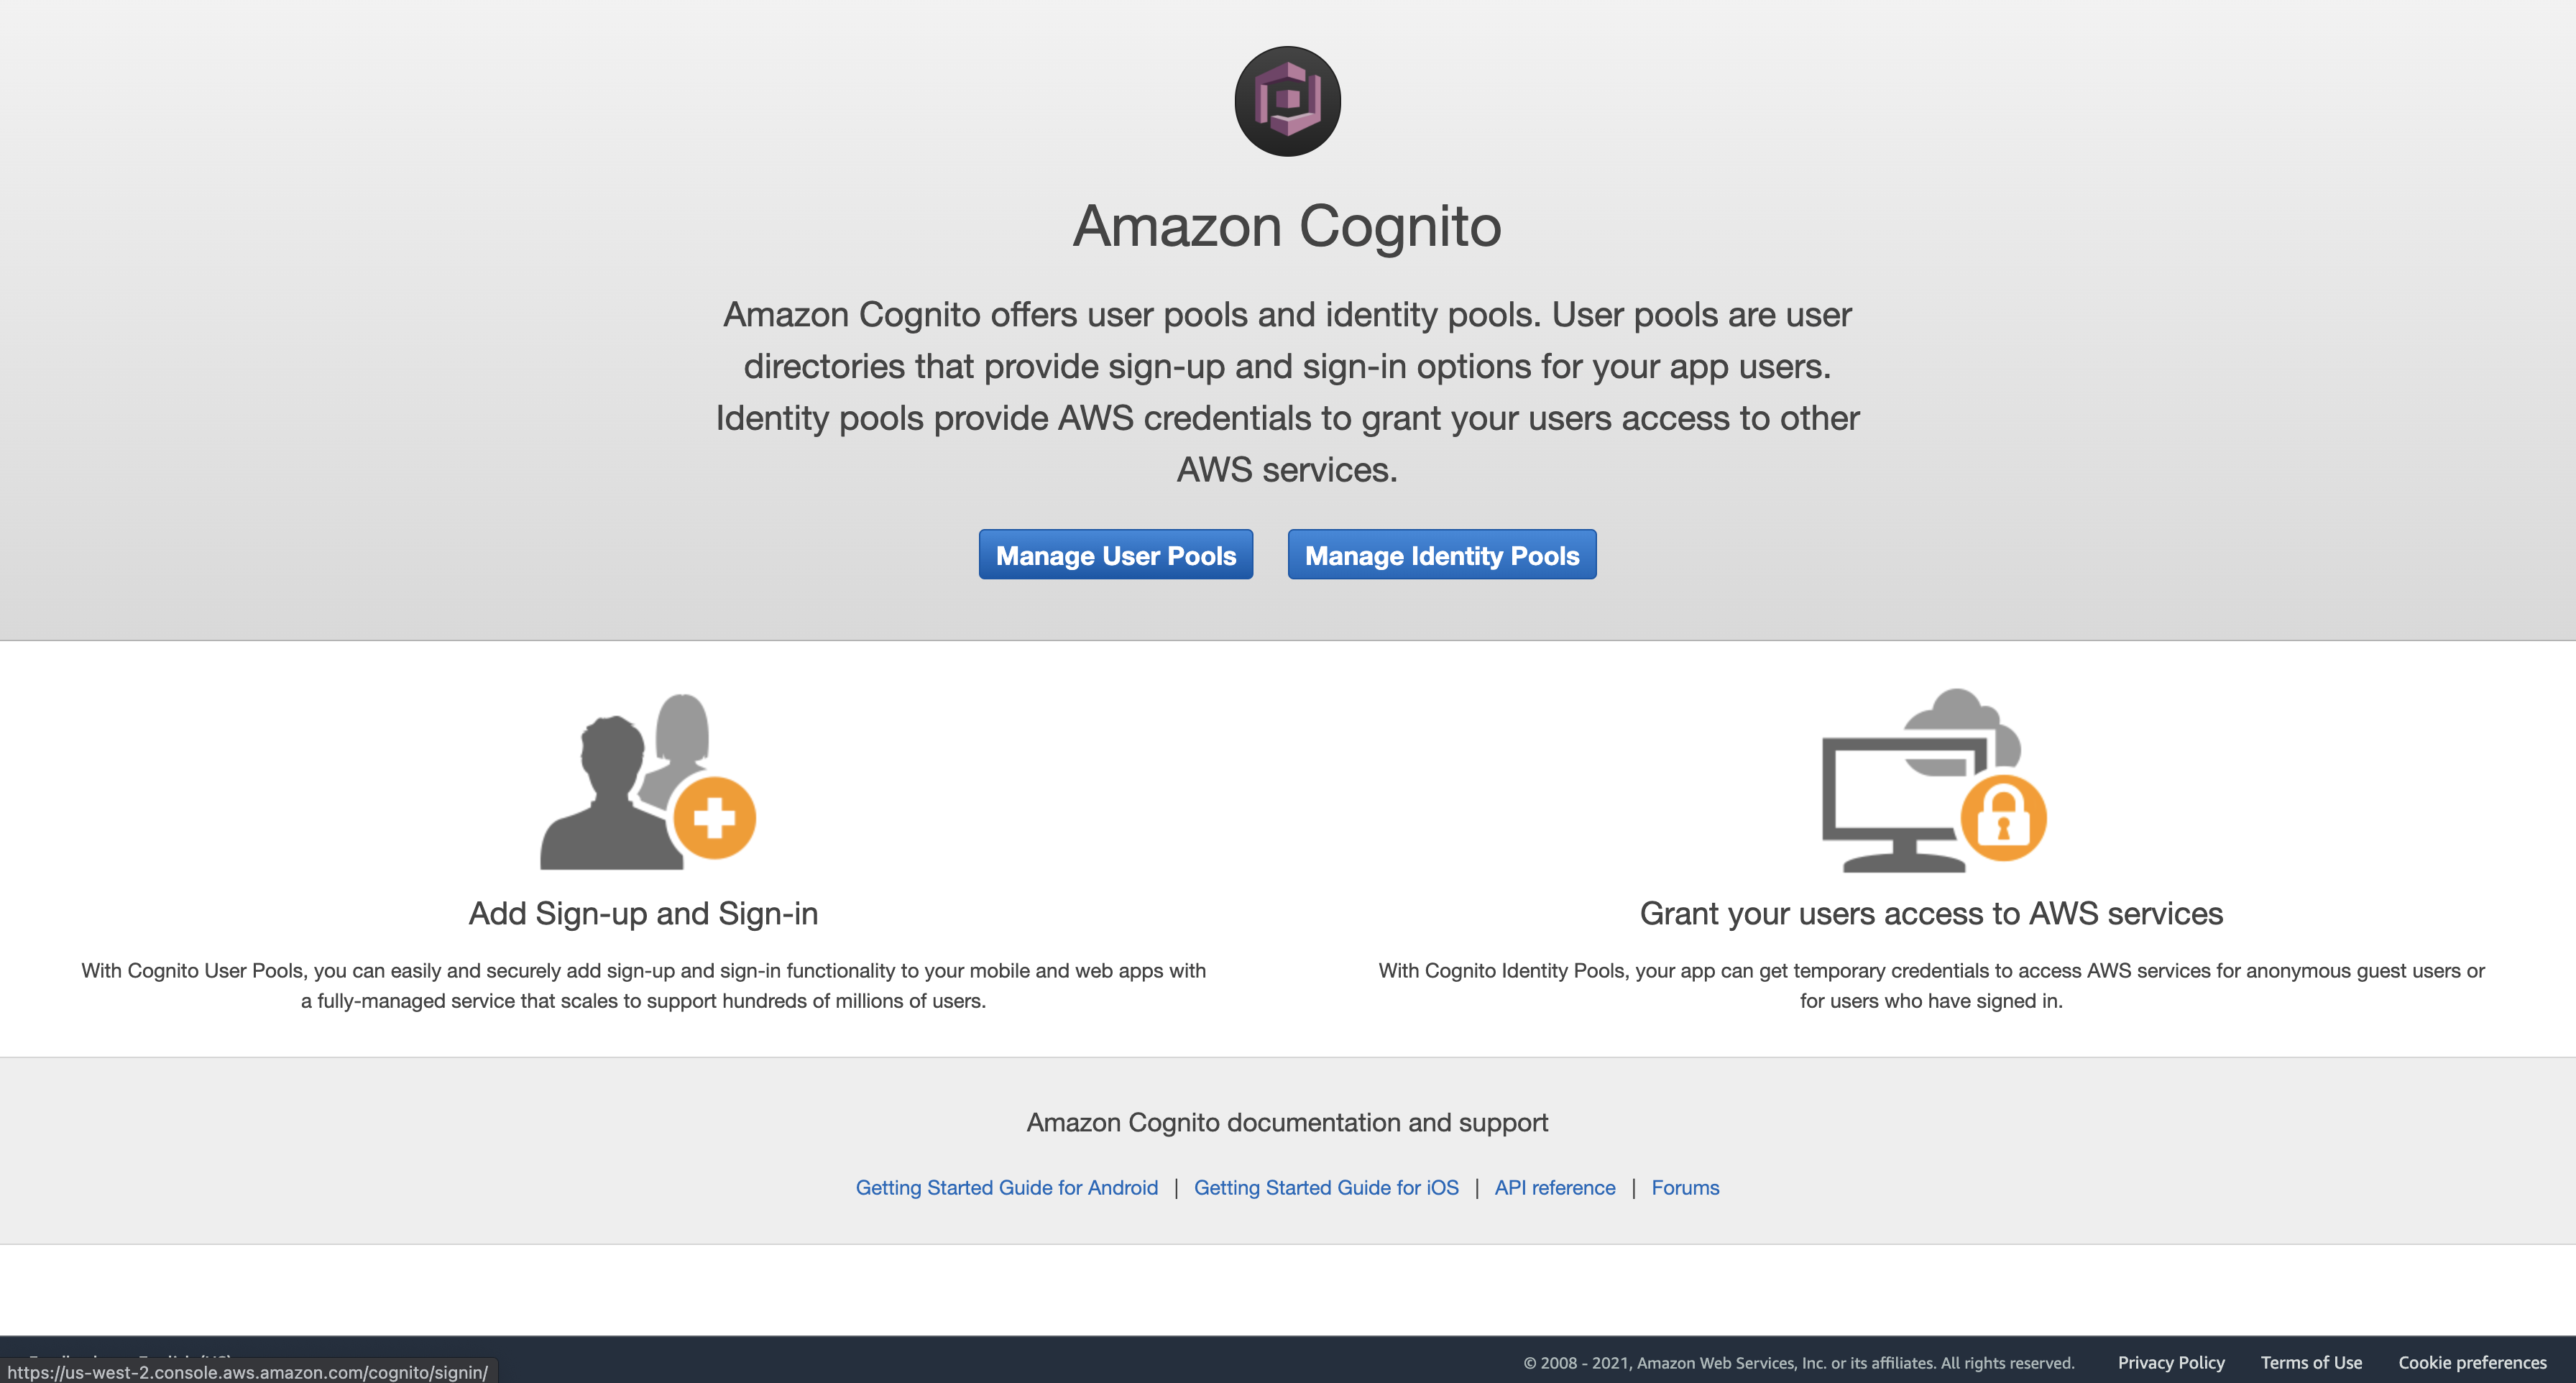 Amazon Cognito
Amazon Cognito offers user pools and identity pools. User pools are user
directories that provide sign-up and sign-in options for your app users.
Identity pools provide AWS credentials to grant your users access to other
AWS services.
Manage User Pools
Manage Identity Pools
Add Sign-up and Sign-in
With Cognito User Pools, you can easily and securely add sign-up and sign-in functionality to your mobile and web apps with
a fully-managed service that scales to support hundreds of millions of users.
Grant your users access to AWS services
With Cognito Identity Pools, your app can get temporary credentials to access AWS services for anonymous guest users or
for users who have signed in.
Amazon Cognito documentation and support
Getting Started Guide for Android | Getting Started Guide for iOS | API reference | Forums
https://us-west-2.console.aws.amazon.com/cognito/signin/
© 2008 - 2021, Amazon Web Services, Inc. or its affiliates. All rights reserved. Privacy Policy Terms of Use Cookie preferences